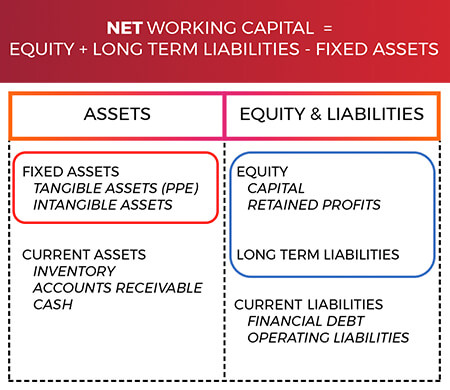 NET WORKING CAPITAL =
EQUITY + LONG TERM LIABILITIES - FIXED ASSETS
ASSETS
EQUITY & LIABILITIES
FIXED ASSETS
TANGIBLE ASSETS (PPE)
INTANGIBLE ASSETS
CURRENT ASSETS
INVENTORY
ACCOUNTS RECEIVABLE
CASH
EQUITY
CAPITAL
RETAINED PROFITS
LONG TERM LIABILITIES
CURRENT LIABILITIES
FINANCIAL DEBT
OPERATING LIABILITIES